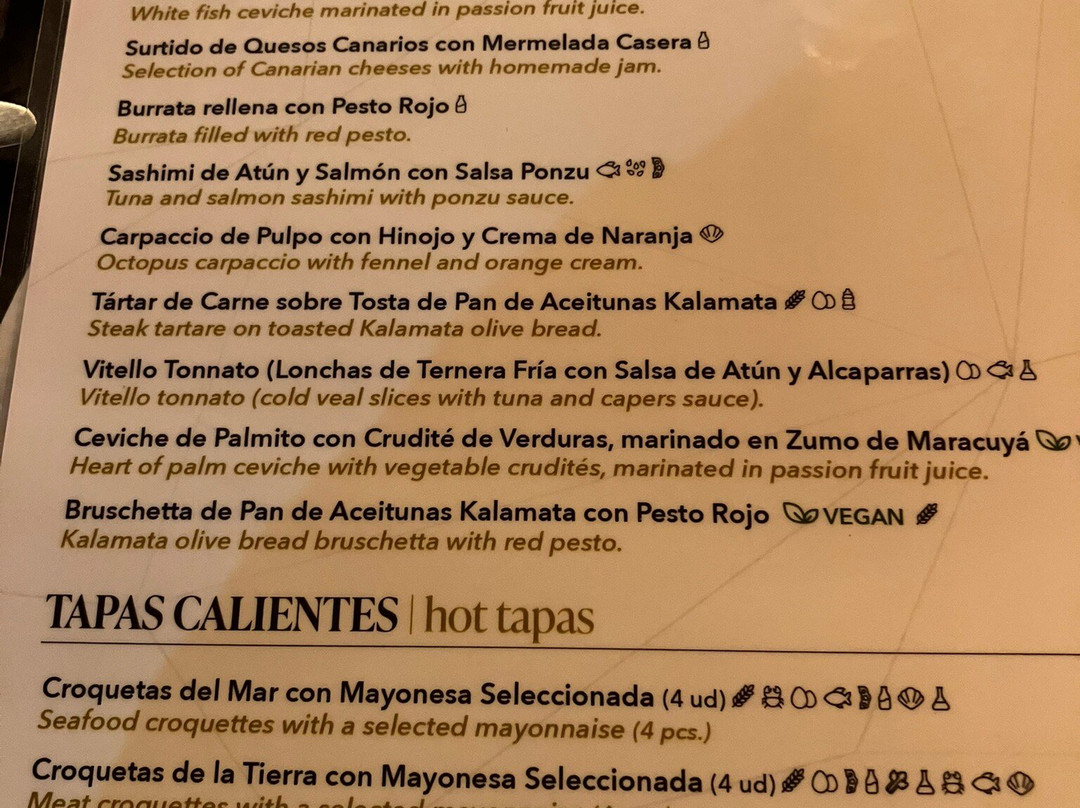 White fish ceviche marinated in passion fruit juice.
Surtido de Quesos Canarios con Mermelada Casera
Selection of Canarian cheeses with homemade jam.
Burrata rellena con Pesto Rojo
Burrata filled with red pesto.
Sashimi de Atún y Salmón con Salsa Ponzu
Tuna and salmon sashimi with ponzu sauce.
Carpaccio de Pulpo con Hinojo y Crema de Naranja
Octopus carpaccio with fennel and orange cream.
Tártar de Carne sobre Tosta de Pan de Aceitunas Kalamata
Steak tartare on toasted Kalamata olive bread.
Vitello Tonnato (Lonchas de Ternera Fría con Salsa de Atún y Alcaparras)
Vitello tonnato (cold veal slices with tuna and capers sauce).
Ceviche de Palmito con Crudité de Verduras, marinado en Zumo de Maracuyá
Heart of palm ceviche with vegetable crudités, marinated in passion fruit juice.
Bruschetta de Pan de Aceitunas Kalamata con Pesto Rojo VEGAN
Kalamata olive bread bruschetta with red pesto.
TAPAS CALIENTES | hot tapas
Croquetas del Mar con Mayonesa Seleccionada (4 ud)
Seafood croquettes with a selected mayonnaise (4 pcs.)
Croquetas de la Tierra con Mayonesa Seleccionada (4 ud)
Meat croquettes with a selected